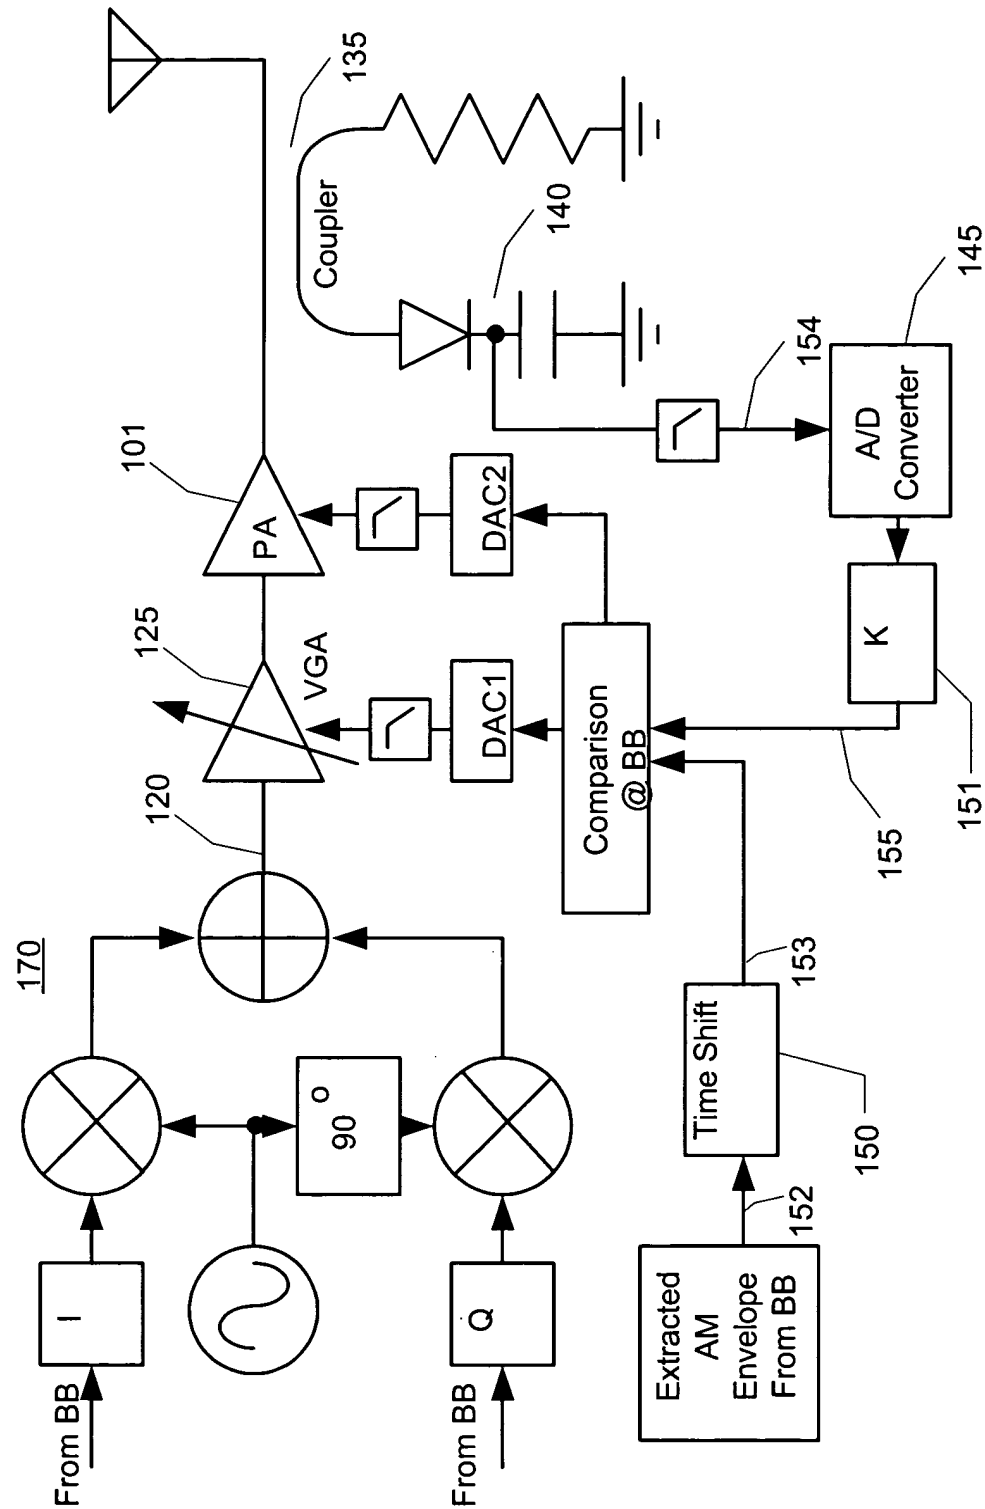 170
From BB
I
90
o
From BB
Q
120
125
VGA
101
PA
135
Coupler
140
DAC1
DAC2
Comparison
@ BB
154
A/D
Converter
145
K
151
155
153
Time Shift
150
152
Extracted
AM
Envelope
From BB